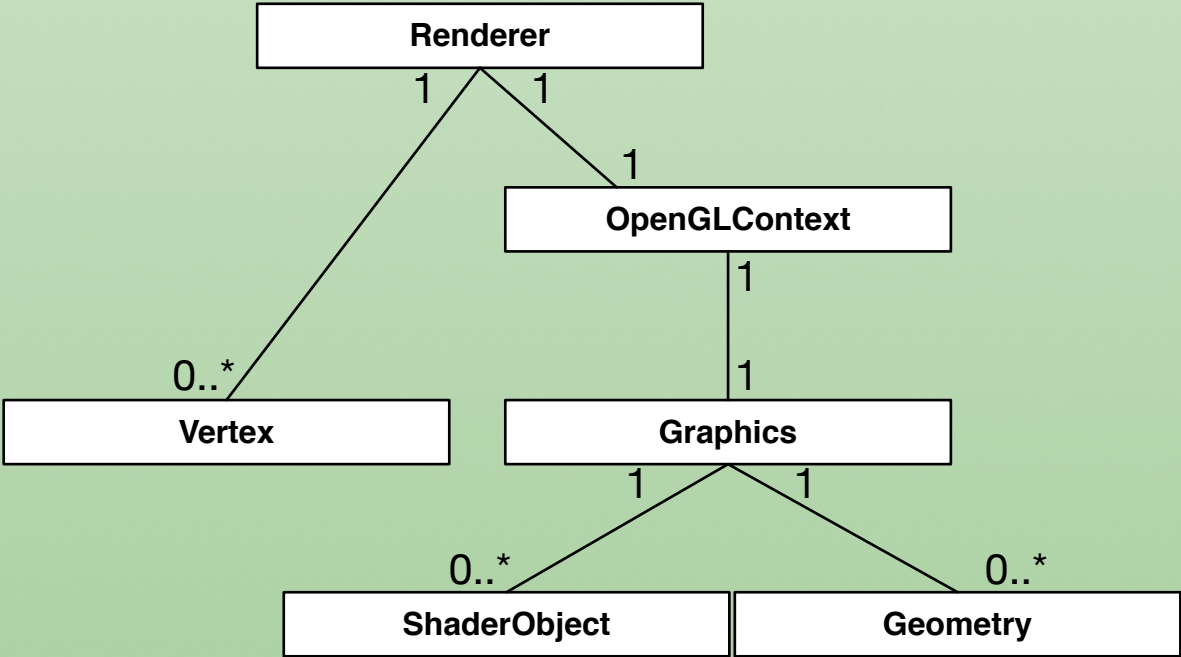 Renderer
1 1
1
OpenGLContext
1
0..* 1
Vertex Graphics
1 1
0..* 0..*
ShaderObject Geometry